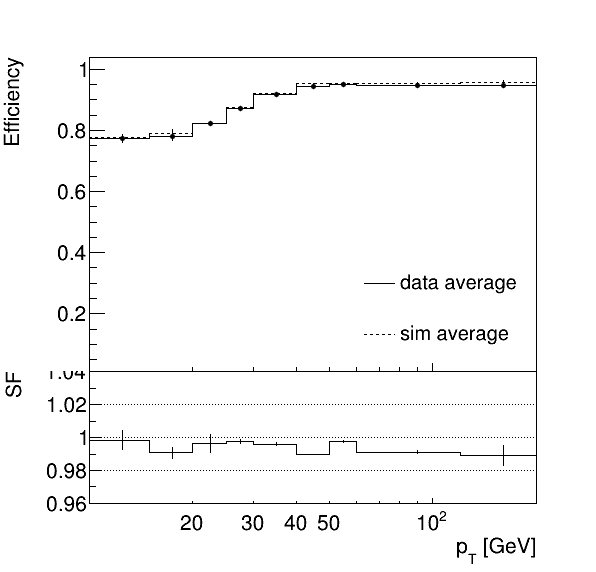 Efficiency
1
0.8
0.6
0.4
0.2
data average
sim average
SF
1.04
1.02
1
0.98
0.96
20 30 40 50 10²
p_T [GeV]